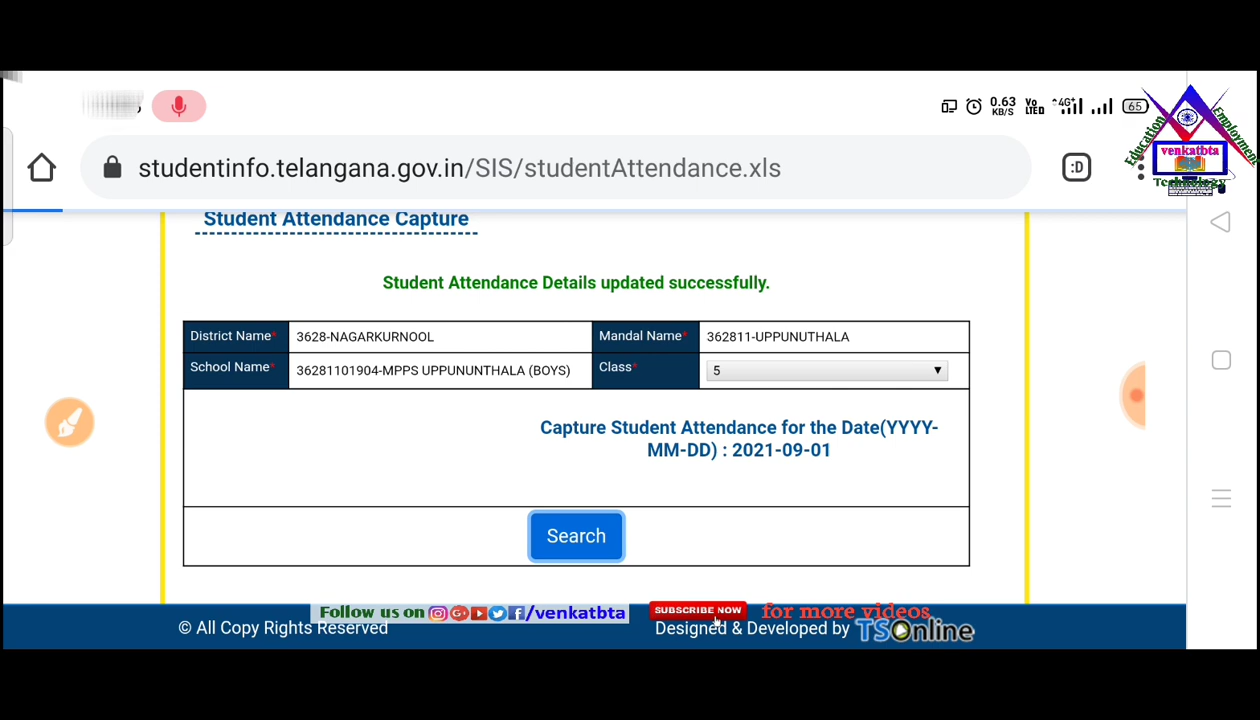 0.63
KB/S
Vo
LTED
4G+
65
Education
Employment
venkatbta
Technology
studentinfo.telangana.gov.in/SIS/studentAttendance.xls
:D
Student Attendance Capture
Student Attendance Details updated successfully.
District Name* 3628-NAGARKURNOOL Mandal Name* 362811-UPPUNUTHALA
School Name* 36281101904-MPPS UPPUNUNTHALA (BOYS) Class* 5
Capture Student Attendance for the Date(YYYY-
MM-DD) : 2021-09-01
Search
Follow us on /venkatbta SUBSCRIBE NOW for more videos
© All Copy Rights Reserved Designed & Developed by TSOnline